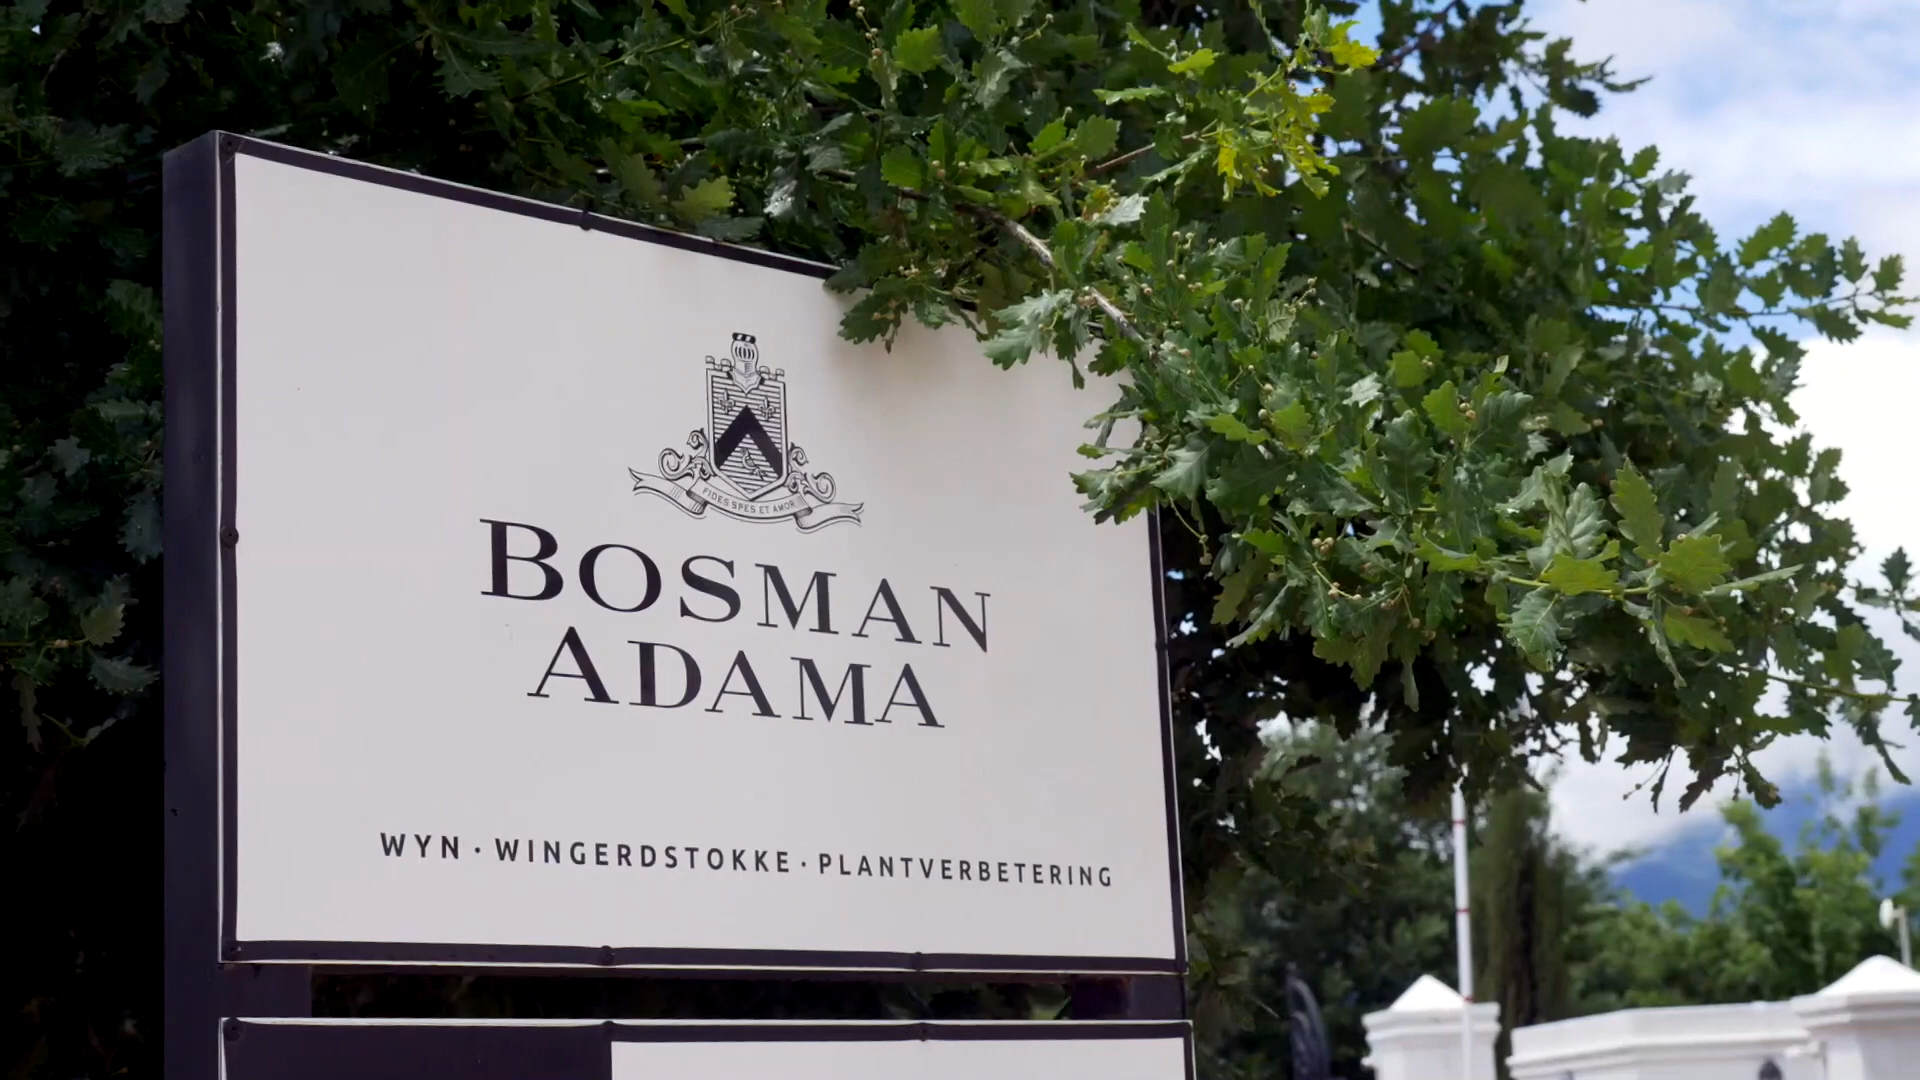 FIDES SPES ET AMOR
BOSMAN
ADAMA
WYN · WINGERDSTOKKE · PLANTVERBETERING